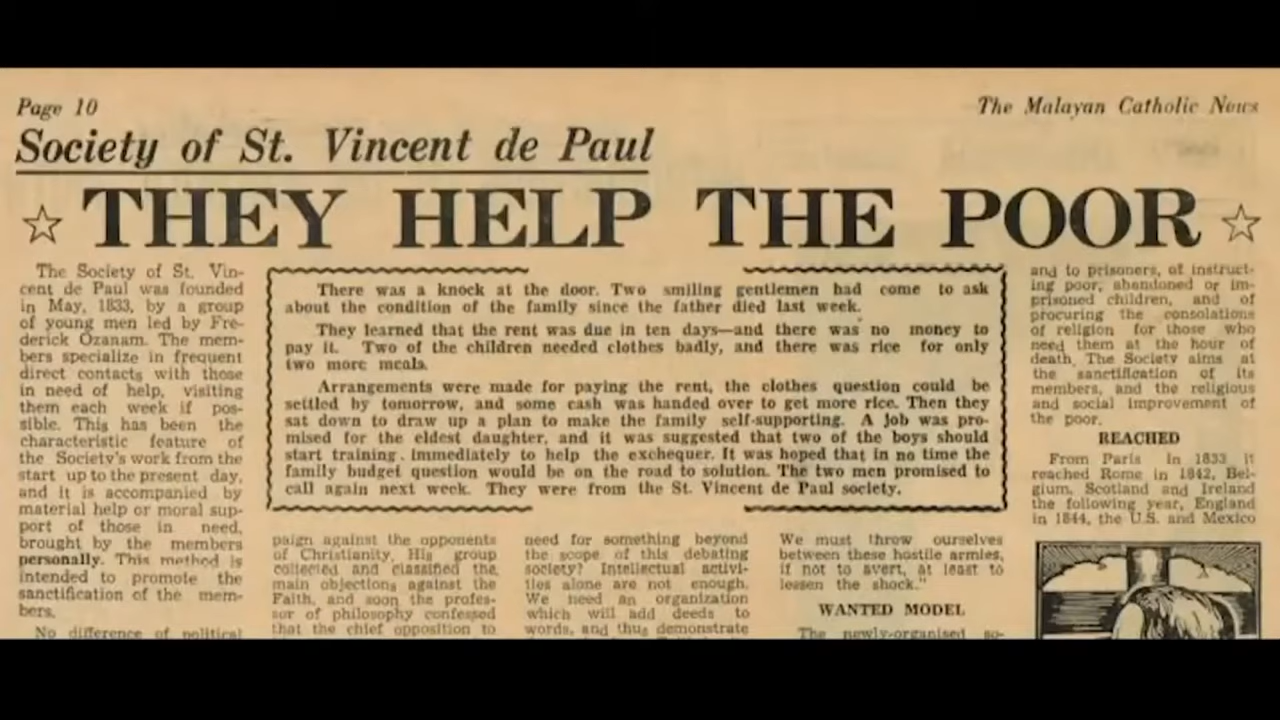 Page 10
The Malayan Catholic News
Society of St. Vincent de Paul
THEY HELP THE POOR
The Society of St. Vin-
cent de Paul was founded
in May, 1833, by a group
of young men led by Fre-
derick Ozanam. The mem-
bers specialize in frequent
direct contacts with those
in need of help, visiting
them each week if pos-
sible. This has been the
characteristic feature of
the Society's work from the
start up to the present day,
and it is accompanied by
material help or moral sup-
port of those in need,
brought by the members
personally. This method is
intended to promote the
sanctification of the mem-
bers.
No difference of political
There was a knock at the door. Two smiling gentlemen had come to ask
about the condition of the family since the father died last week.
They learned that the rent was due in ten days—and there was no money to
pay it. Two of the children needed clothes badly, and there was rice for only
two more meals.
Arrangements were made for paying the rent, the clothes question could be
settled by tomorrow, and some cash was handed over to get more rice. Then they
sat down to draw up a plan to make the family self-supporting. A job was pro-
mised for the eldest daughter, and it was suggested that two of the boys should
start training immediately to help the exchequer. It was hoped that in no time the
family budget question would be on the road to solution. The two men promised to
call again next week. They were from the St. Vincent de Paul society.
paign against the opponents
of Christianity. His group
collected and classified the
main objections against the
Faith, and soon the profes-
sor of philosophy confessed
that the chief opposition to
need for something beyond
the scope of this debating
society? Intellectual activi-
ties alone are not enough.
We need an organization
which will add deeds to
words, and thus demonstrate
We must throw ourselves
between these hostile armies,
if not to avert, at least to
lessen the shock."
WANTED MODEL
The newly-organised so-
and to prisoners, of instruct-
ing poor, abandoned or im-
prisoned children, and of
procuring the consolations
of religion for those who
need them at the hour of
death. The Society aims at
the sanctification of its
members, and the religious
and social improvement of
the poor.
REACHED
From Paris in 1833 it
reached Rome in 1842, Bel-
gium, Scotland and Ireland
the following year, England
in 1844, the U.S. and Mexico